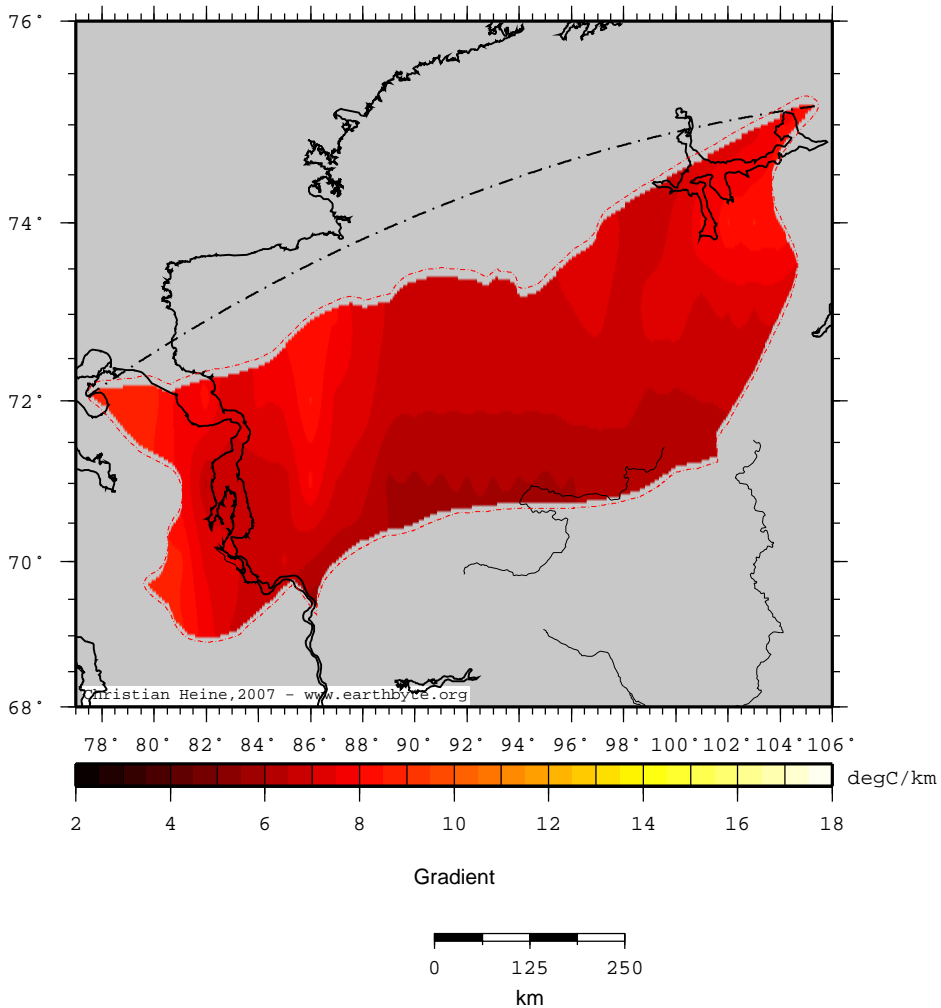 76°
74°
72°
70°
68°
Christian Heine,2007 - www.earthbyte.org
78° 80° 82° 84° 86° 88° 90° 92° 94° 96° 98° 100° 102° 104° 106°
degC/km
2 4 6 8 10 12 14 16 18
Gradient
0 125 250
km